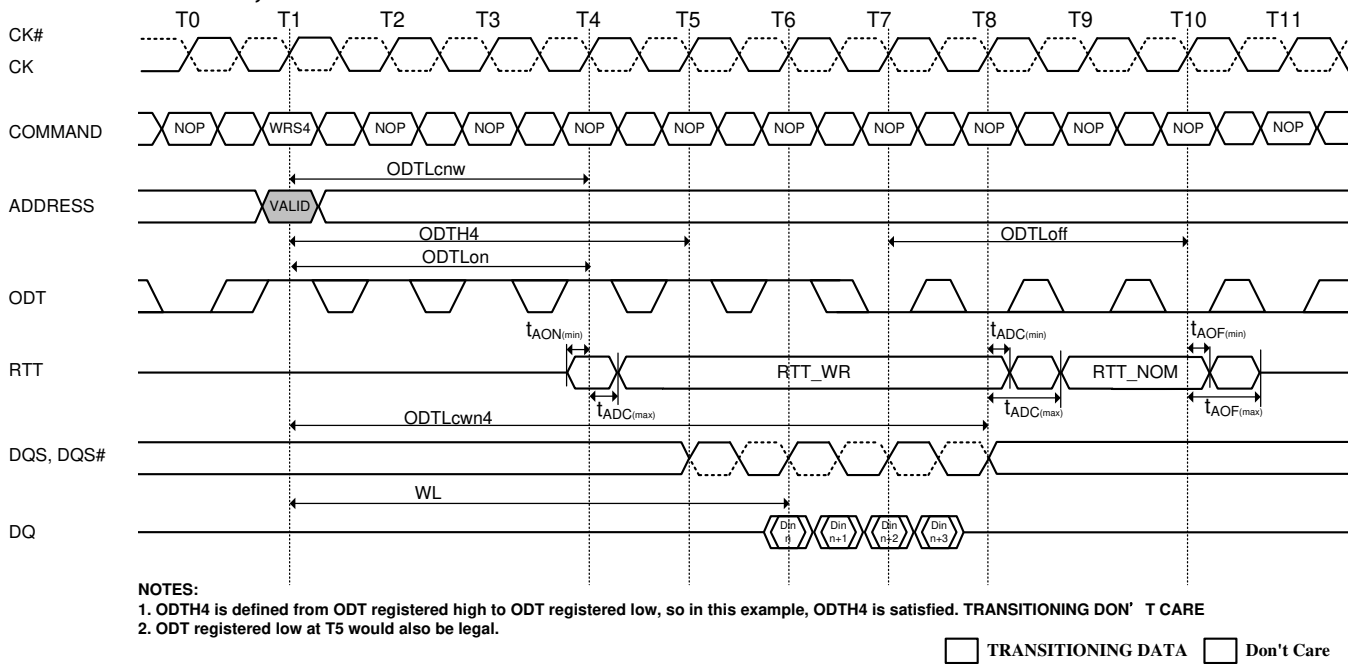 T0 T1 T2 T3 T4 T5 T6 T7 T8 T9 T10 T11
CK#
CK
COMMAND NOP WRS4 NOP NOP NOP NOP NOP NOP NOP NOP NOP NOP
ODTLcnw
ADDRESS VALID
ODTH4 ODTLoff
ODTLon
ODT
tAON(min) tADC(min) tAOF(min)
RTT RTT_WR RTT_NOM
tADC(max) tADC(max) tAOF(max)
ODTLcwn4
DQS, DQS#
WL
DQ Din n Din n+1 Din n+2 Din n+3
NOTES:
1. ODTH4 is defined from ODT registered high to ODT registered low, so in this example, ODTH4 is satisfied. TRANSITIONING DON' T CARE
2. ODT registered low at T5 would also be legal.
TRANSITIONING DATA Don't Care